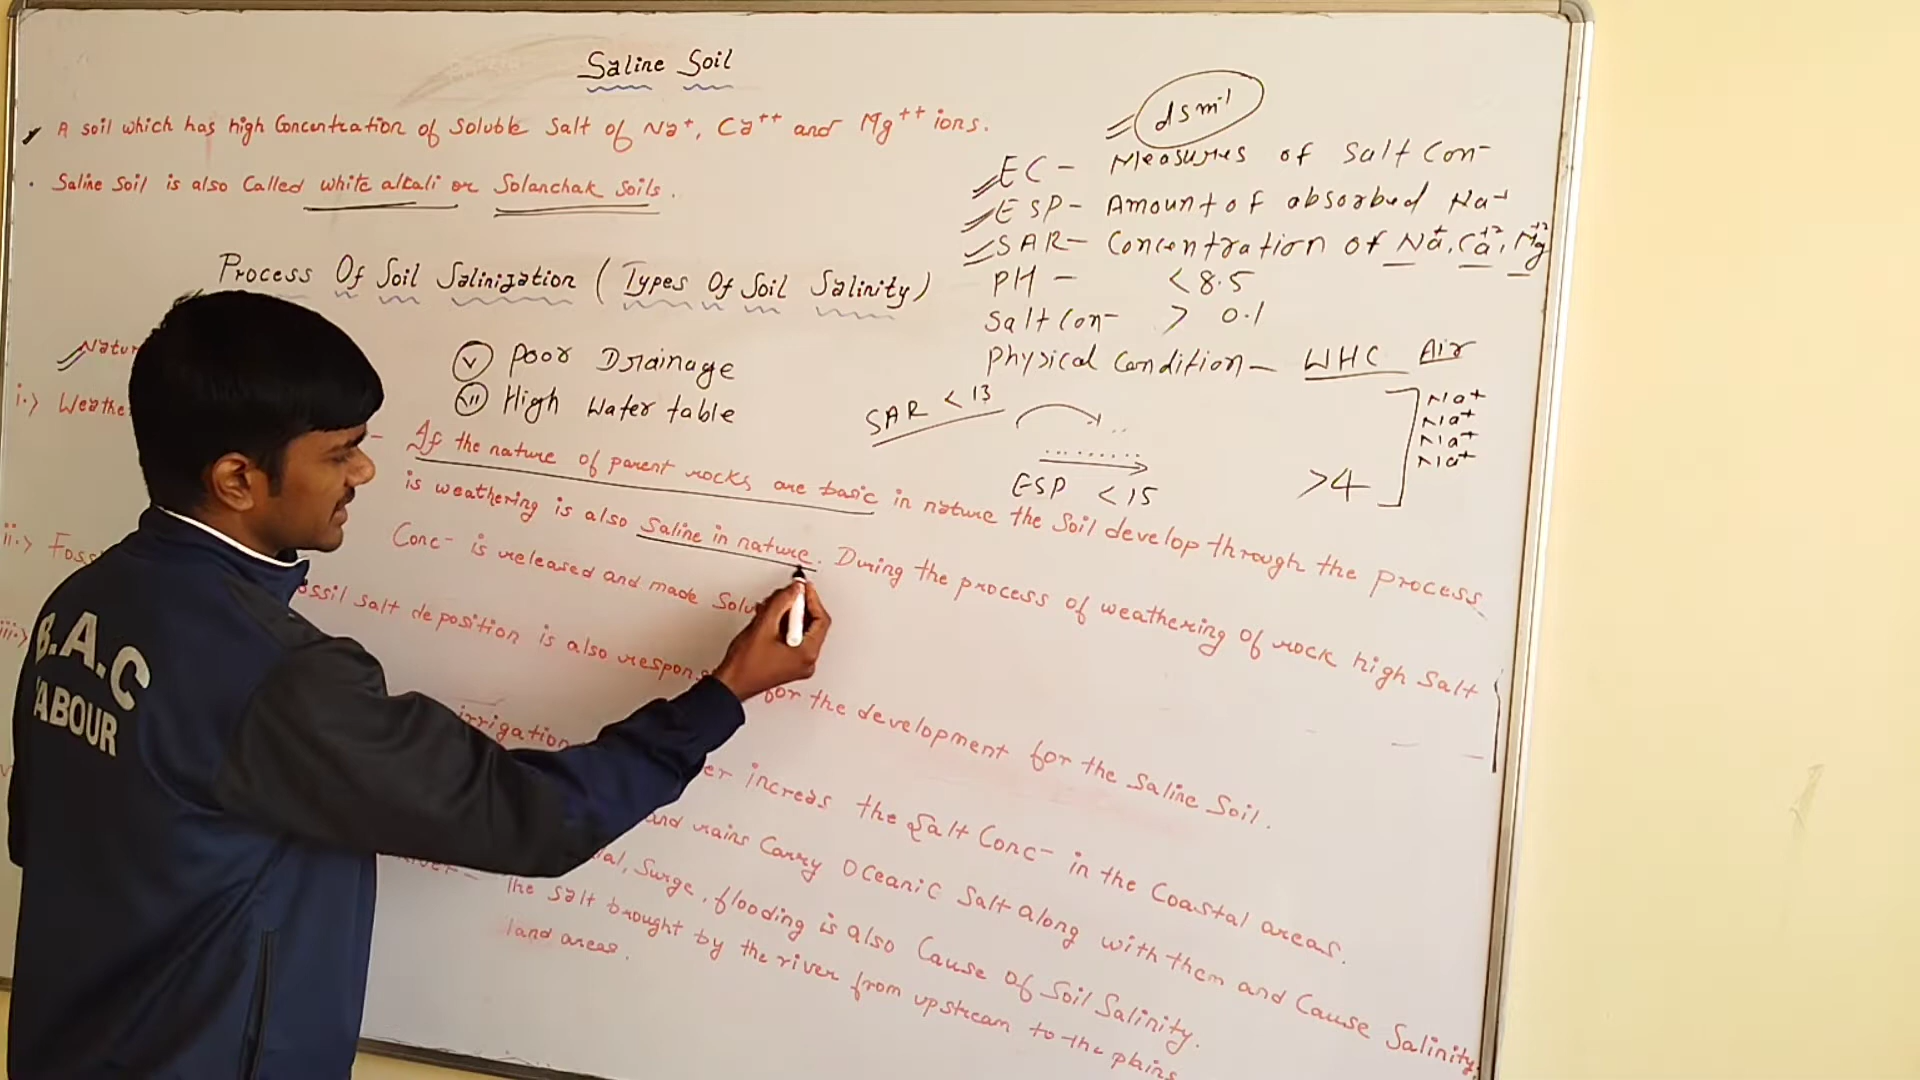 Saline Soil
A soil which has high Concentration of Soluble Salt of Na+, Ca++ and Mg++ ions.
Saline Soil is also Called white alkali or Solanchak Soils.
Process Of Soil Salinization (Types Of Soil Salinity)
Natur
i.> Weathe
v Poor Drainage
High Water table
If the nature of parent rocks are basic in nature the Soil develop through the process
is weathering is also Saline in nature. During the process of weathering of rock high Salt
Conc- is released and made Solu
ii.> Foss
ossil salt deposition is also respons for the development for the Saline Soil.
iii.>
irrigation
er increas the Salt Conc- in the Coastal areas.
and rains Carry Oceanic Salt along with them and Cause Salinity.
ial, Surge, flooding is also Cause of Soil Salinity.
The Salt brought by the river from upstream to the plains
land areas.
dSm-1
EC - Measures of Salt Con-
ESP - Amount of absorbed Na+
SAR - Concentration of Na+, Ca+2, Mg+2
PH - <8.5
Salt Con- > 0.1
Physical Condition - WHC Air
SAR < 13
ESP <15
>4
Na+
Na+
Na+
Na+
B.A.C
ABOUR